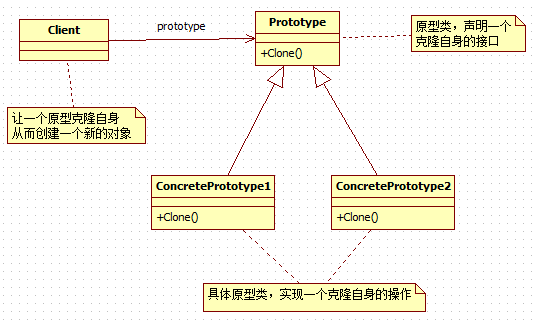 Client
prototype
Prototype
+Clone()
原型类，声明一个
克隆自身的接口
让一个原型克隆自身
从而创建一个新的对象
ConcretePrototype1
+Clone()
ConcretePrototype2
+Clone()
具体原型类，实现一个克隆自身的操作